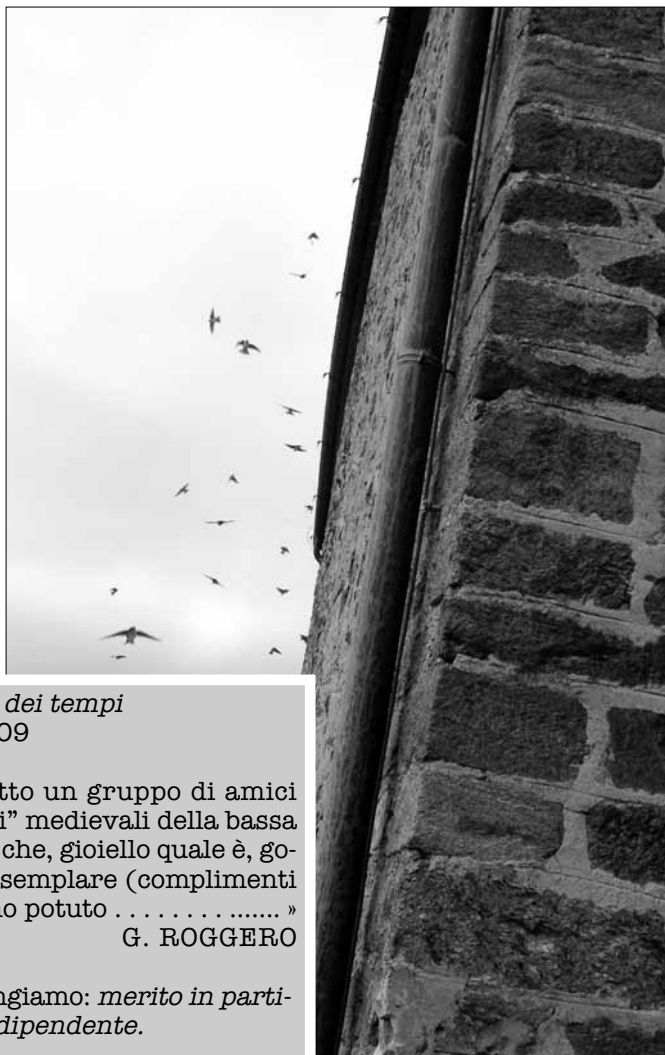 dei tempi
09
tto un gruppo di amici
i” medievali della bassa
che, gioiello quale è, go-
semplare (complimenti
o potuto . . . . . . . . ....... »
G. ROGGERO
ngiamo: merito in parti-
dipendente.